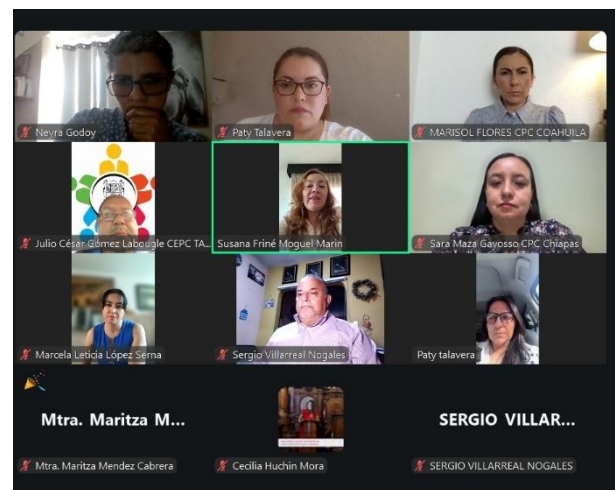 Neyra Godoy
Paty Talavera
MARISOL FLORES CPC COAHUILA
Julio César Gómez Labougle CEPC TA...
Susana Friné Moguel Marin
Sara Maza Gayosso CPC Chiapas
Marcela Leticia López Serna
Sergio Villarreal Nogales
Paty talavera
Mtra. Maritza M...
SERGIO VILLAR...
Mtra. Maritza Mendez Cabrera
Cecilia Huchin Mora
SERGIO VILLARREAL NOGALES